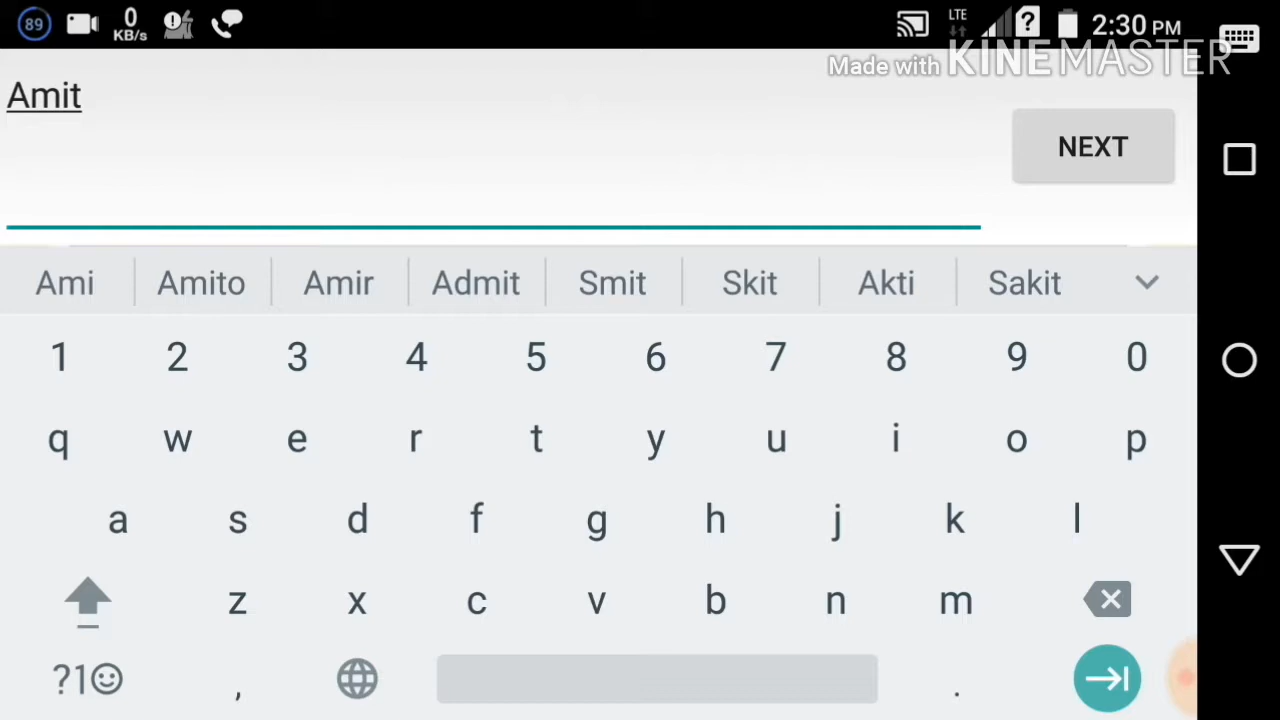 89 0 KB/s LTE ? 2:30 PM
Made with KINEMASTER
Amit
NEXT
Ami Amito Amir Admit Smit Skit Akti Sakit
1 2 3 4 5 6 7 8 9 0
q w e r t y u i o p
a s d f g h j k l
z x c v b n m
?1☺ , .